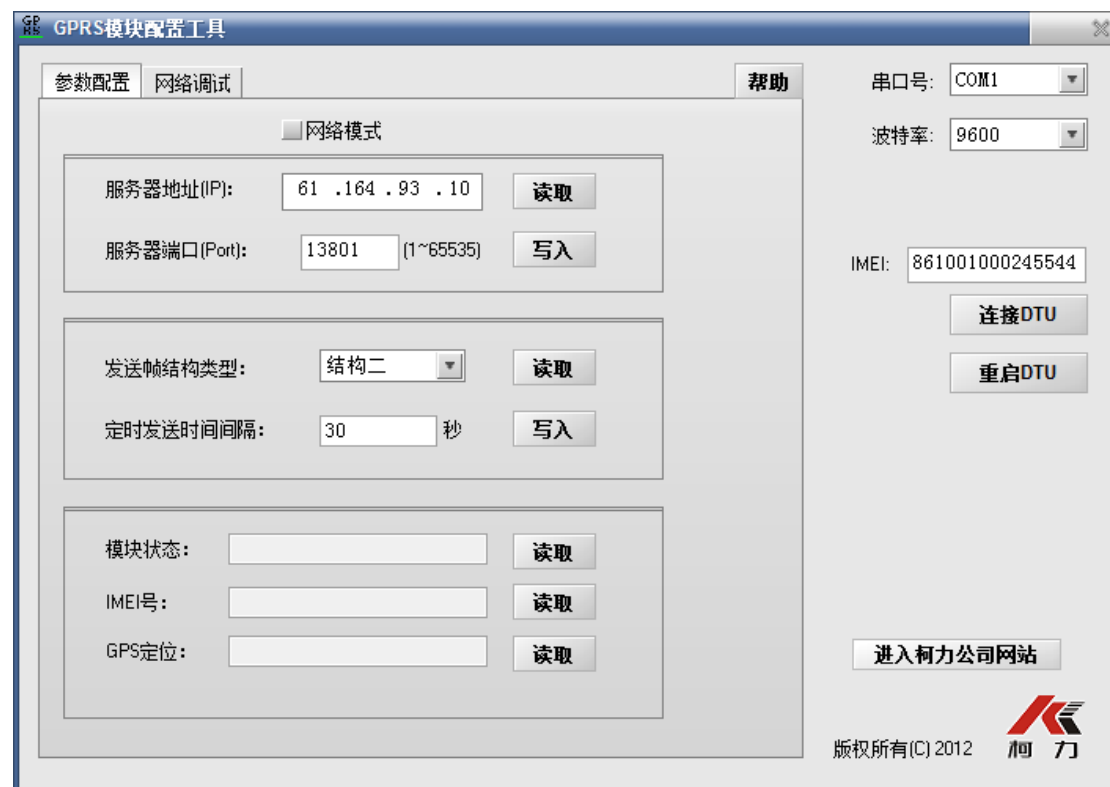 GPRS GPRS模块配置工具
参数配置 网络调试 帮助
网络模式
服务器地址(IP): 61 .164 . 93 . 10 读取
服务器端口(Port): 13801 (1~65535) 写入
发送帧结构类型: 结构二 读取
定时发送时间间隔: 30 秒 写入
模块状态: 读取
IMEI号: 读取
GPS定位: 读取
串口号: COM1
波特率: 9600
IMEI: 861001000245544
连接DTU
重启DTU
进入柯力公司网站
版权所有(C) 2012 柯力